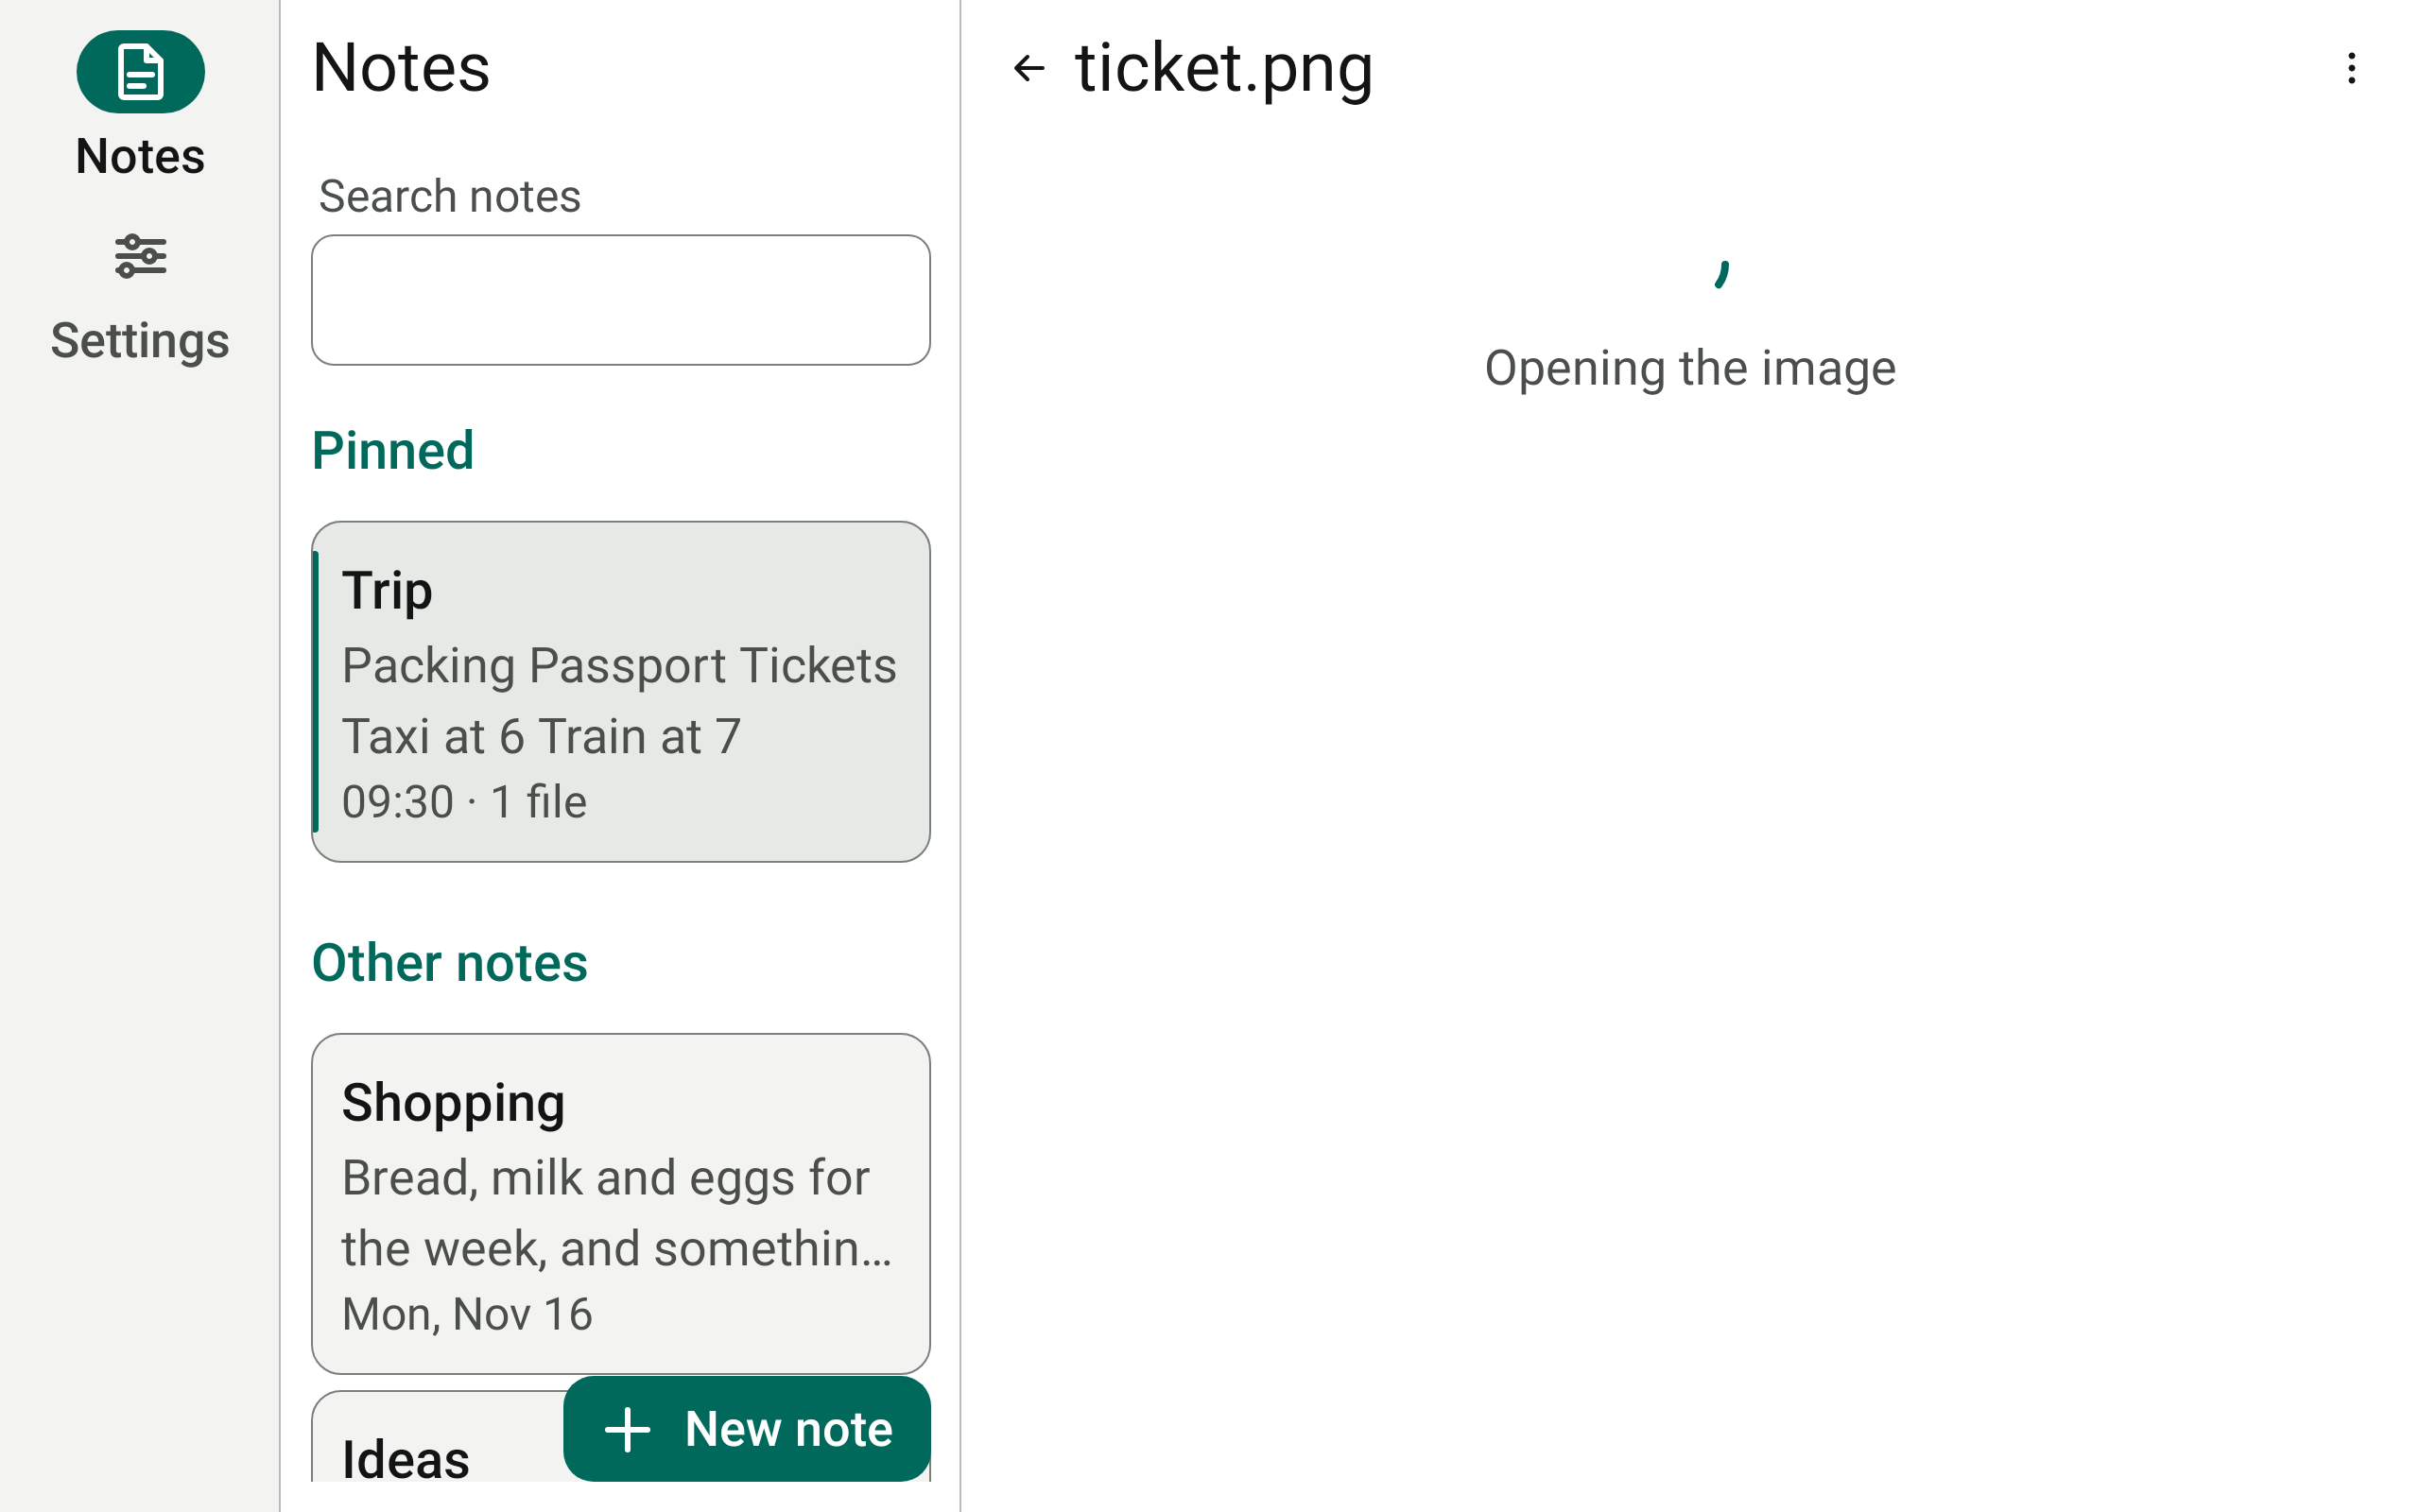 Notes
Settings
Notes
Search notes
Pinned
Trip
Packing Passport Tickets
Taxi at 6 Train at 7
09:30 · 1 file
Other notes
Shopping
Bread, milk and eggs for
the week, and somethin...
Mon, Nov 16
Ideas
New note
ticket.png
Opening the image